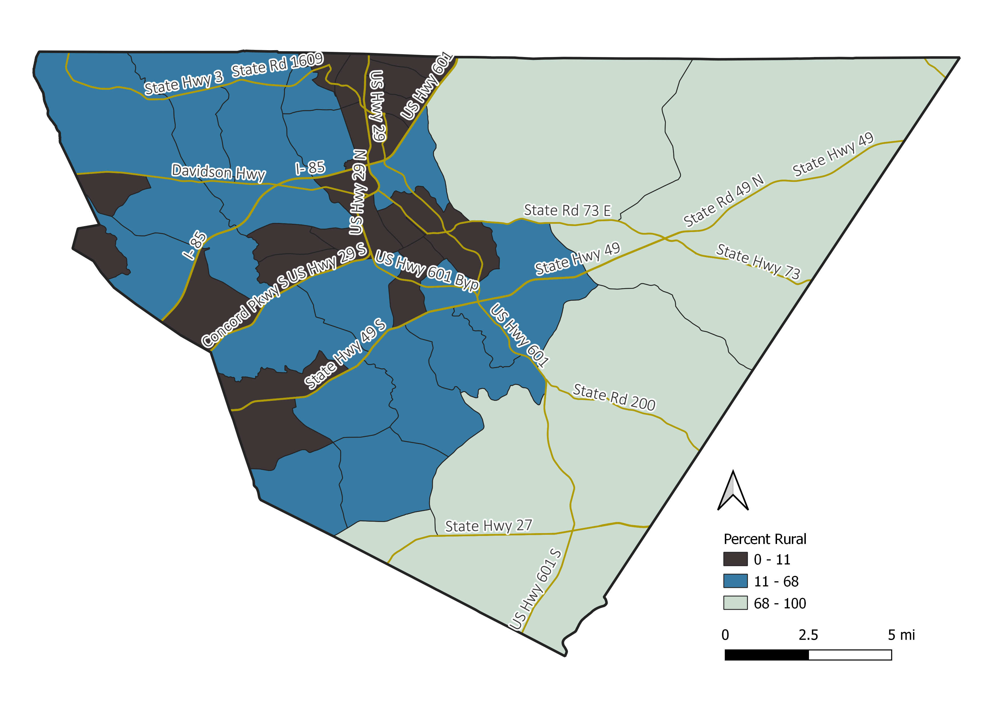 State Hwy 3
State Rd 1609
US Hwy 29
US Hwy 601
Davidson Hwy
I- 85
US Hwy 29 N
State Hwy 49
State Rd 49 N
State Rd 73 E
I- 85
Concord Pkwy S
US Hwy 29 S
US Hwy 601 Byp
State Hwy 49
State Hwy 73
State Hwy 49 S
US Hwy 601
State Rd 200
State Hwy 27
US Hwy 601 S
Percent Rural
0 - 11
11 - 68
68 - 100
0 2.5 5 mi